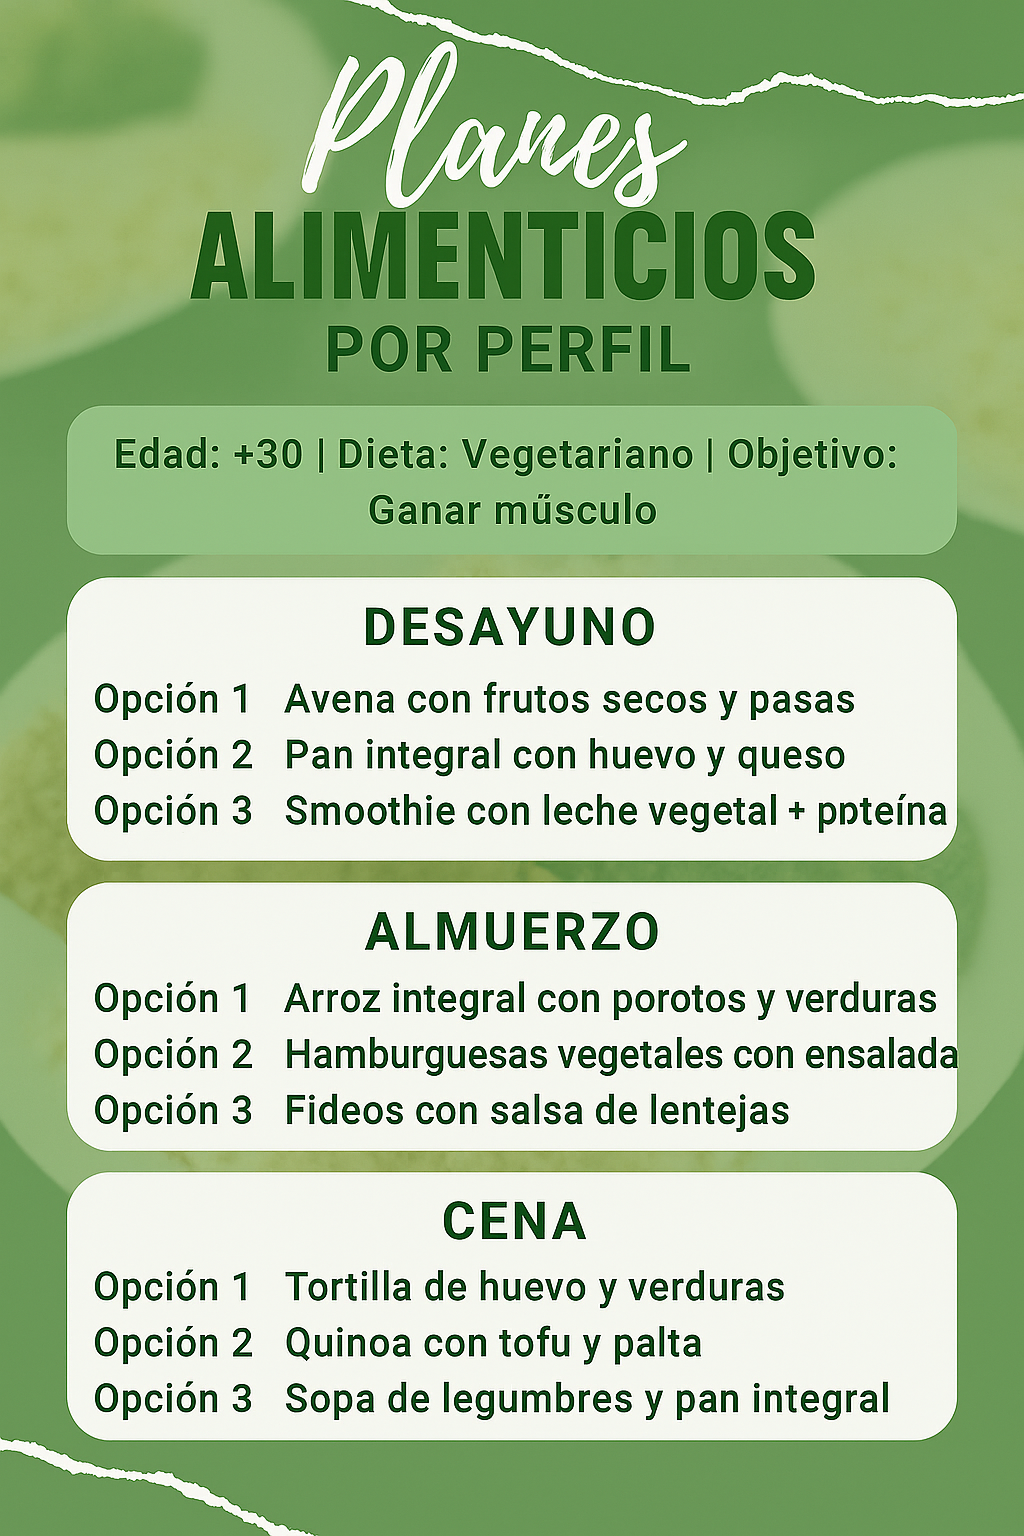 Planes
ALIMENTICIOS
POR PERFIL
Edad: +30 | Dieta: Vegetariano | Objetivo:
Ganar műsculo
DESAYUNO
Opción 1 Avena con frutos secos y pasas
Opción 2 Pan integral con huevo y queso
Opción 3 Smoothie con leche vegetal + pɒteína
ALMUERZO
Opción 1 Arroz integral con porotos y verduras
Opción 2 Hamburguesas vegetales con ensalada
Opción 3 Fideos con salsa de lentejas
CENA
Opción 1 Tortilla de huevo y verduras
Opción 2 Quinoa con tofu y palta
Opción 3 Sopa de legumbres y pan integral